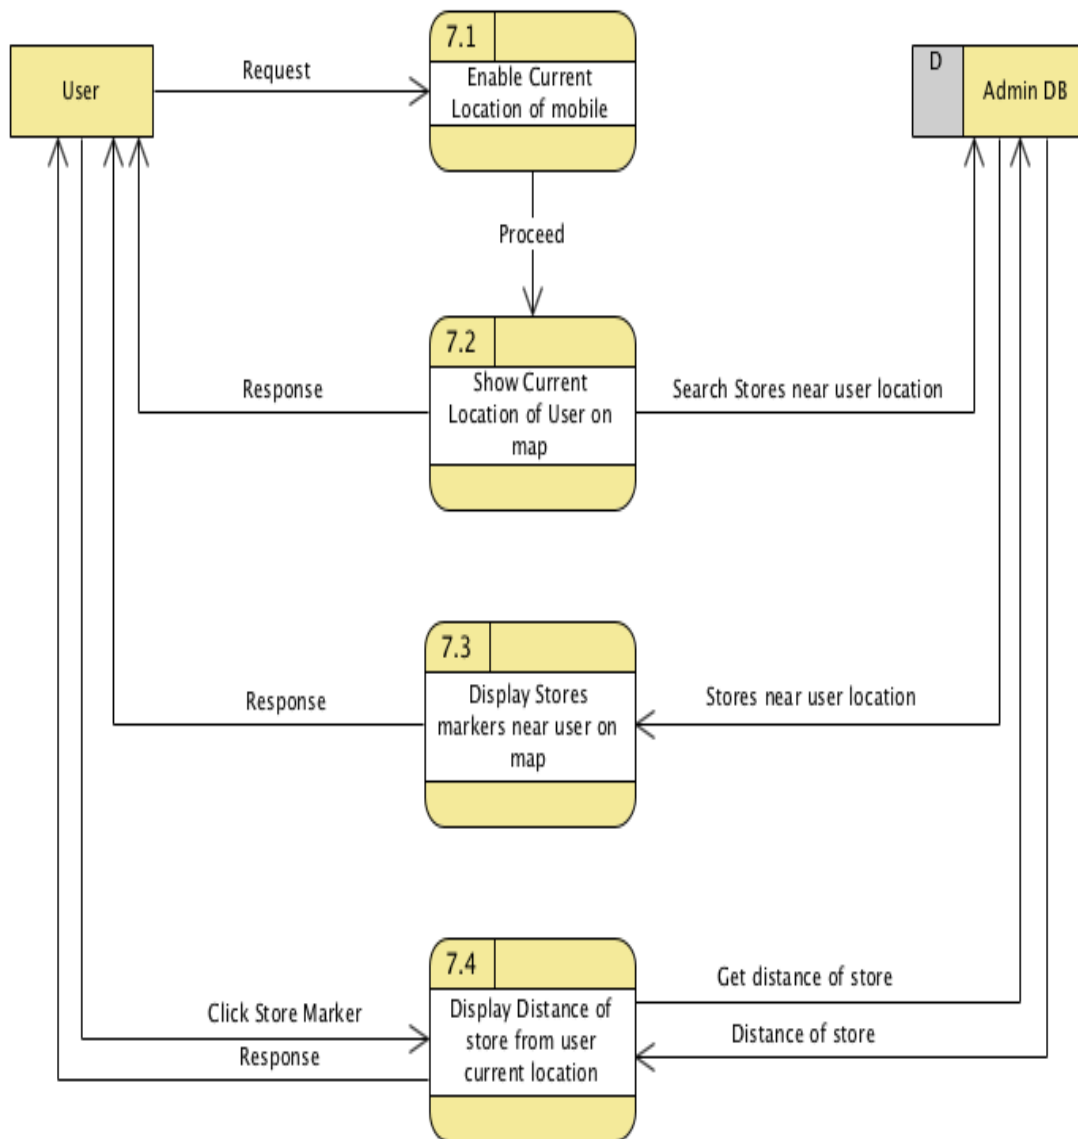 7.1
D
User
Request
Enable Current
Location of mobile
Admin DB
Proceed
7.2
Response
Show Current
Location of User on
map
Search Stores near user location
7.3
Response
Display Stores
markers near user on
map
Stores near user location
7.4
Click Store Marker
Response
Display Distance of
store from user
current location
Get distance of store
Distance of store